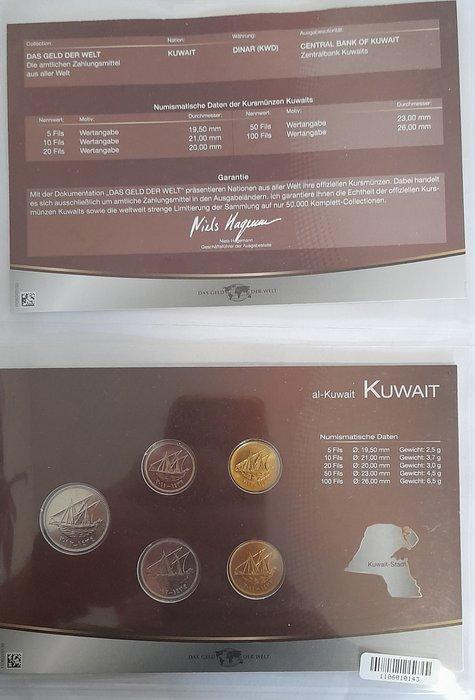 Collection: Nation: Währung: Ausgabeautorität:
DAS GELD DER WELT KUWAIT DINAR (KWD) CENTRAL BANK OF KUWAIT
Die amtlichen Zahlungsmittel Zentralbank Kuwaits
aus aller Welt
Numismatische Daten der Kursmünzen Kuwaits
Nennwert: Motiv: Durchmesser: Nennwert: Motiv: Durchmesser:
5 Fils Wertangabe 19,50 mm 50 Fils Wertangabe 23,00 mm
10 Fils Wertangabe 21,00 mm 100 Fils Wertangabe 26,00 mm
20 Fils Wertangabe 20,00 mm
Garantie
Mit der Dokumentation „DAS GELD DER WELT" präsentieren Nationen aus aller Welt ihre offiziellen Kursmünzen. Dabei handelt
es sich ausschließlich um amtliche Zahlungsmittel in den Ausgabeländern. Ich garantiere ihnen die Echtheit der offiziellen Kurs-
münzen Kuwaits sowie die weltweit strenge Limitierung der Sammlung auf nur 50.000 Komplett-Collectionen.
Niels Hagemann
Niels Hagemann
Geschäftsführer der Ausgabestelle
DAS GELD DER WELT
al-Kuwait KUWAIT
Numismatische Daten
5 Fils Ø: 19,50 mm Gewicht: 2,5 g
10 Fils Ø: 21,00 mm Gewicht: 3,7 g
20 Fils Ø: 20,00 mm Gewicht: 3,0 g
50 Fils Ø: 23,00 mm Gewicht: 4,5 g
100 Fils Ø: 26,00 mm Gewicht: 6,5 g
Kuwait-Stadt
DAS GELD DER WELT
1106010143